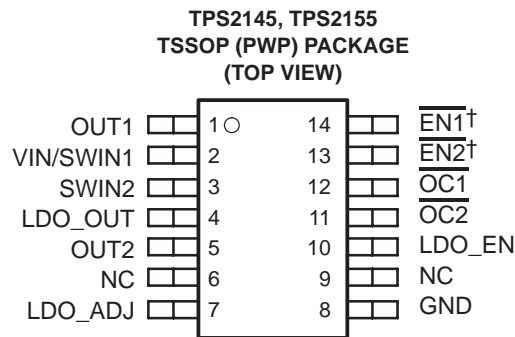 TPS2145, TPS2155
TSSOP (PWP) PACKAGE
(TOP VIEW)
OUT1 1 14 EN1†
VIN/SWIN1 2 13 EN2†
SWIN2 3 12 OC1
LDO_OUT 4 11 OC2
OUT2 5 10 LDO_EN
NC 6 9 NC
LDO_ADJ 7 8 GND